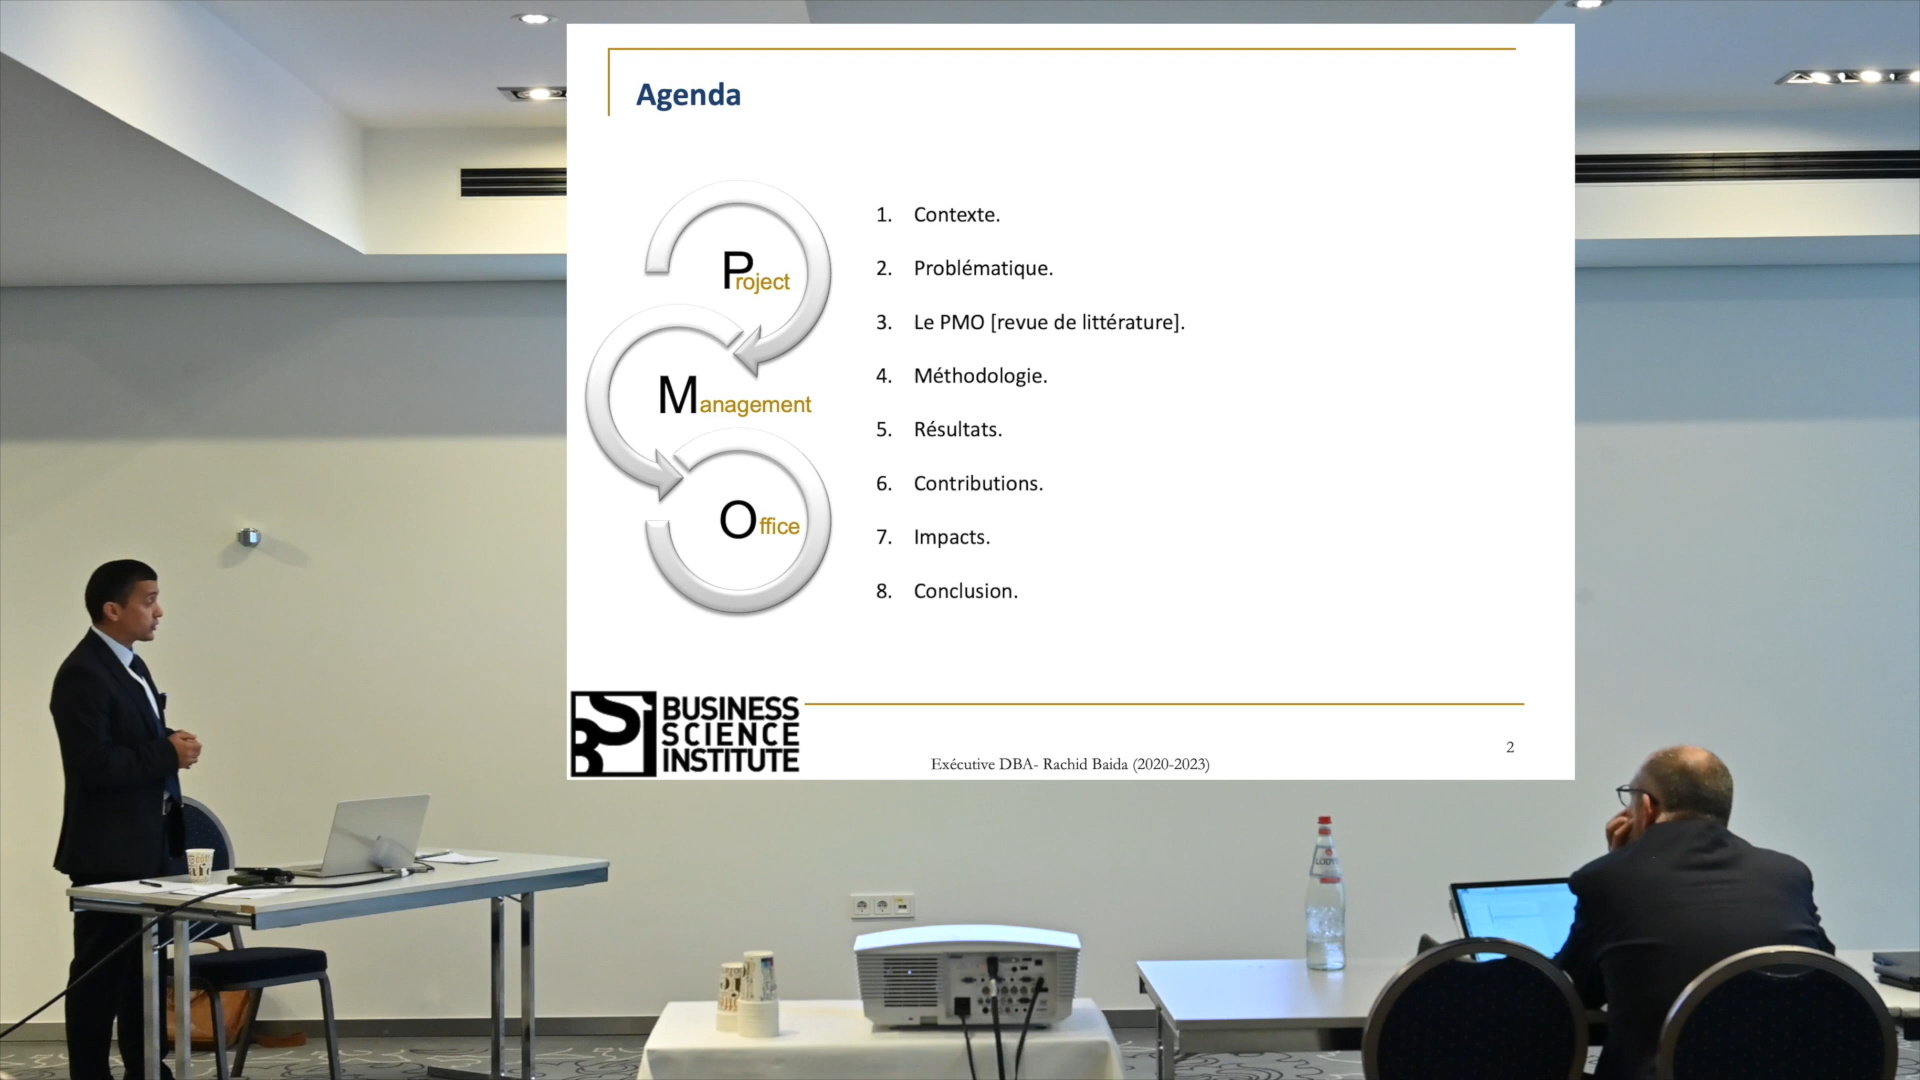 Agenda
Project
Management
Office
1. Contexte.
2. Problématique.
3. Le PMO [revue de littérature].
4. Méthodologie.
5. Résultats.
6. Contributions.
7. Impacts.
8. Conclusion.
BSi
BUSINESS
SCIENCE
INSTITUTE
Exécutive DBA- Rachid Baida (2020-2023)
2